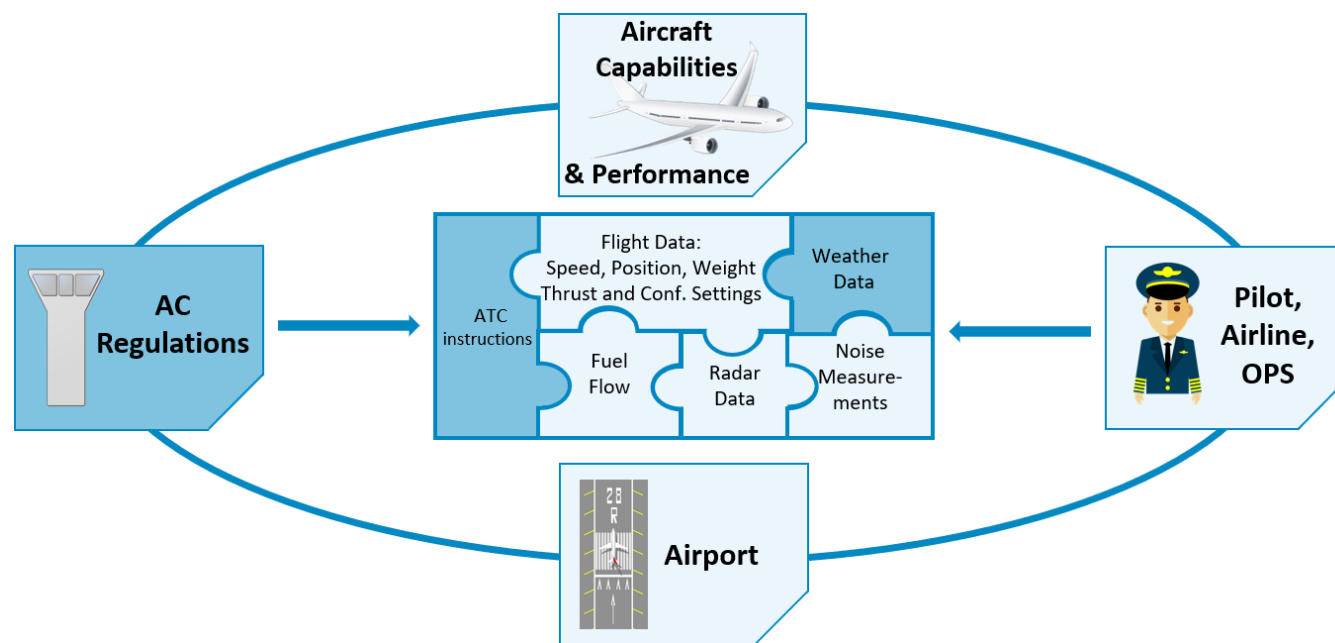 Aircraft
Capabilities
& Performance
AC
Regulations
ATC
instructions
Flight Data:
Speed, Position, Weight
Thrust and Conf. Settings
Weather
Data
Fuel
Flow
Radar
Data
Noise
Measure-
ments
Pilot,
Airline,
OPS
28
R
Airport